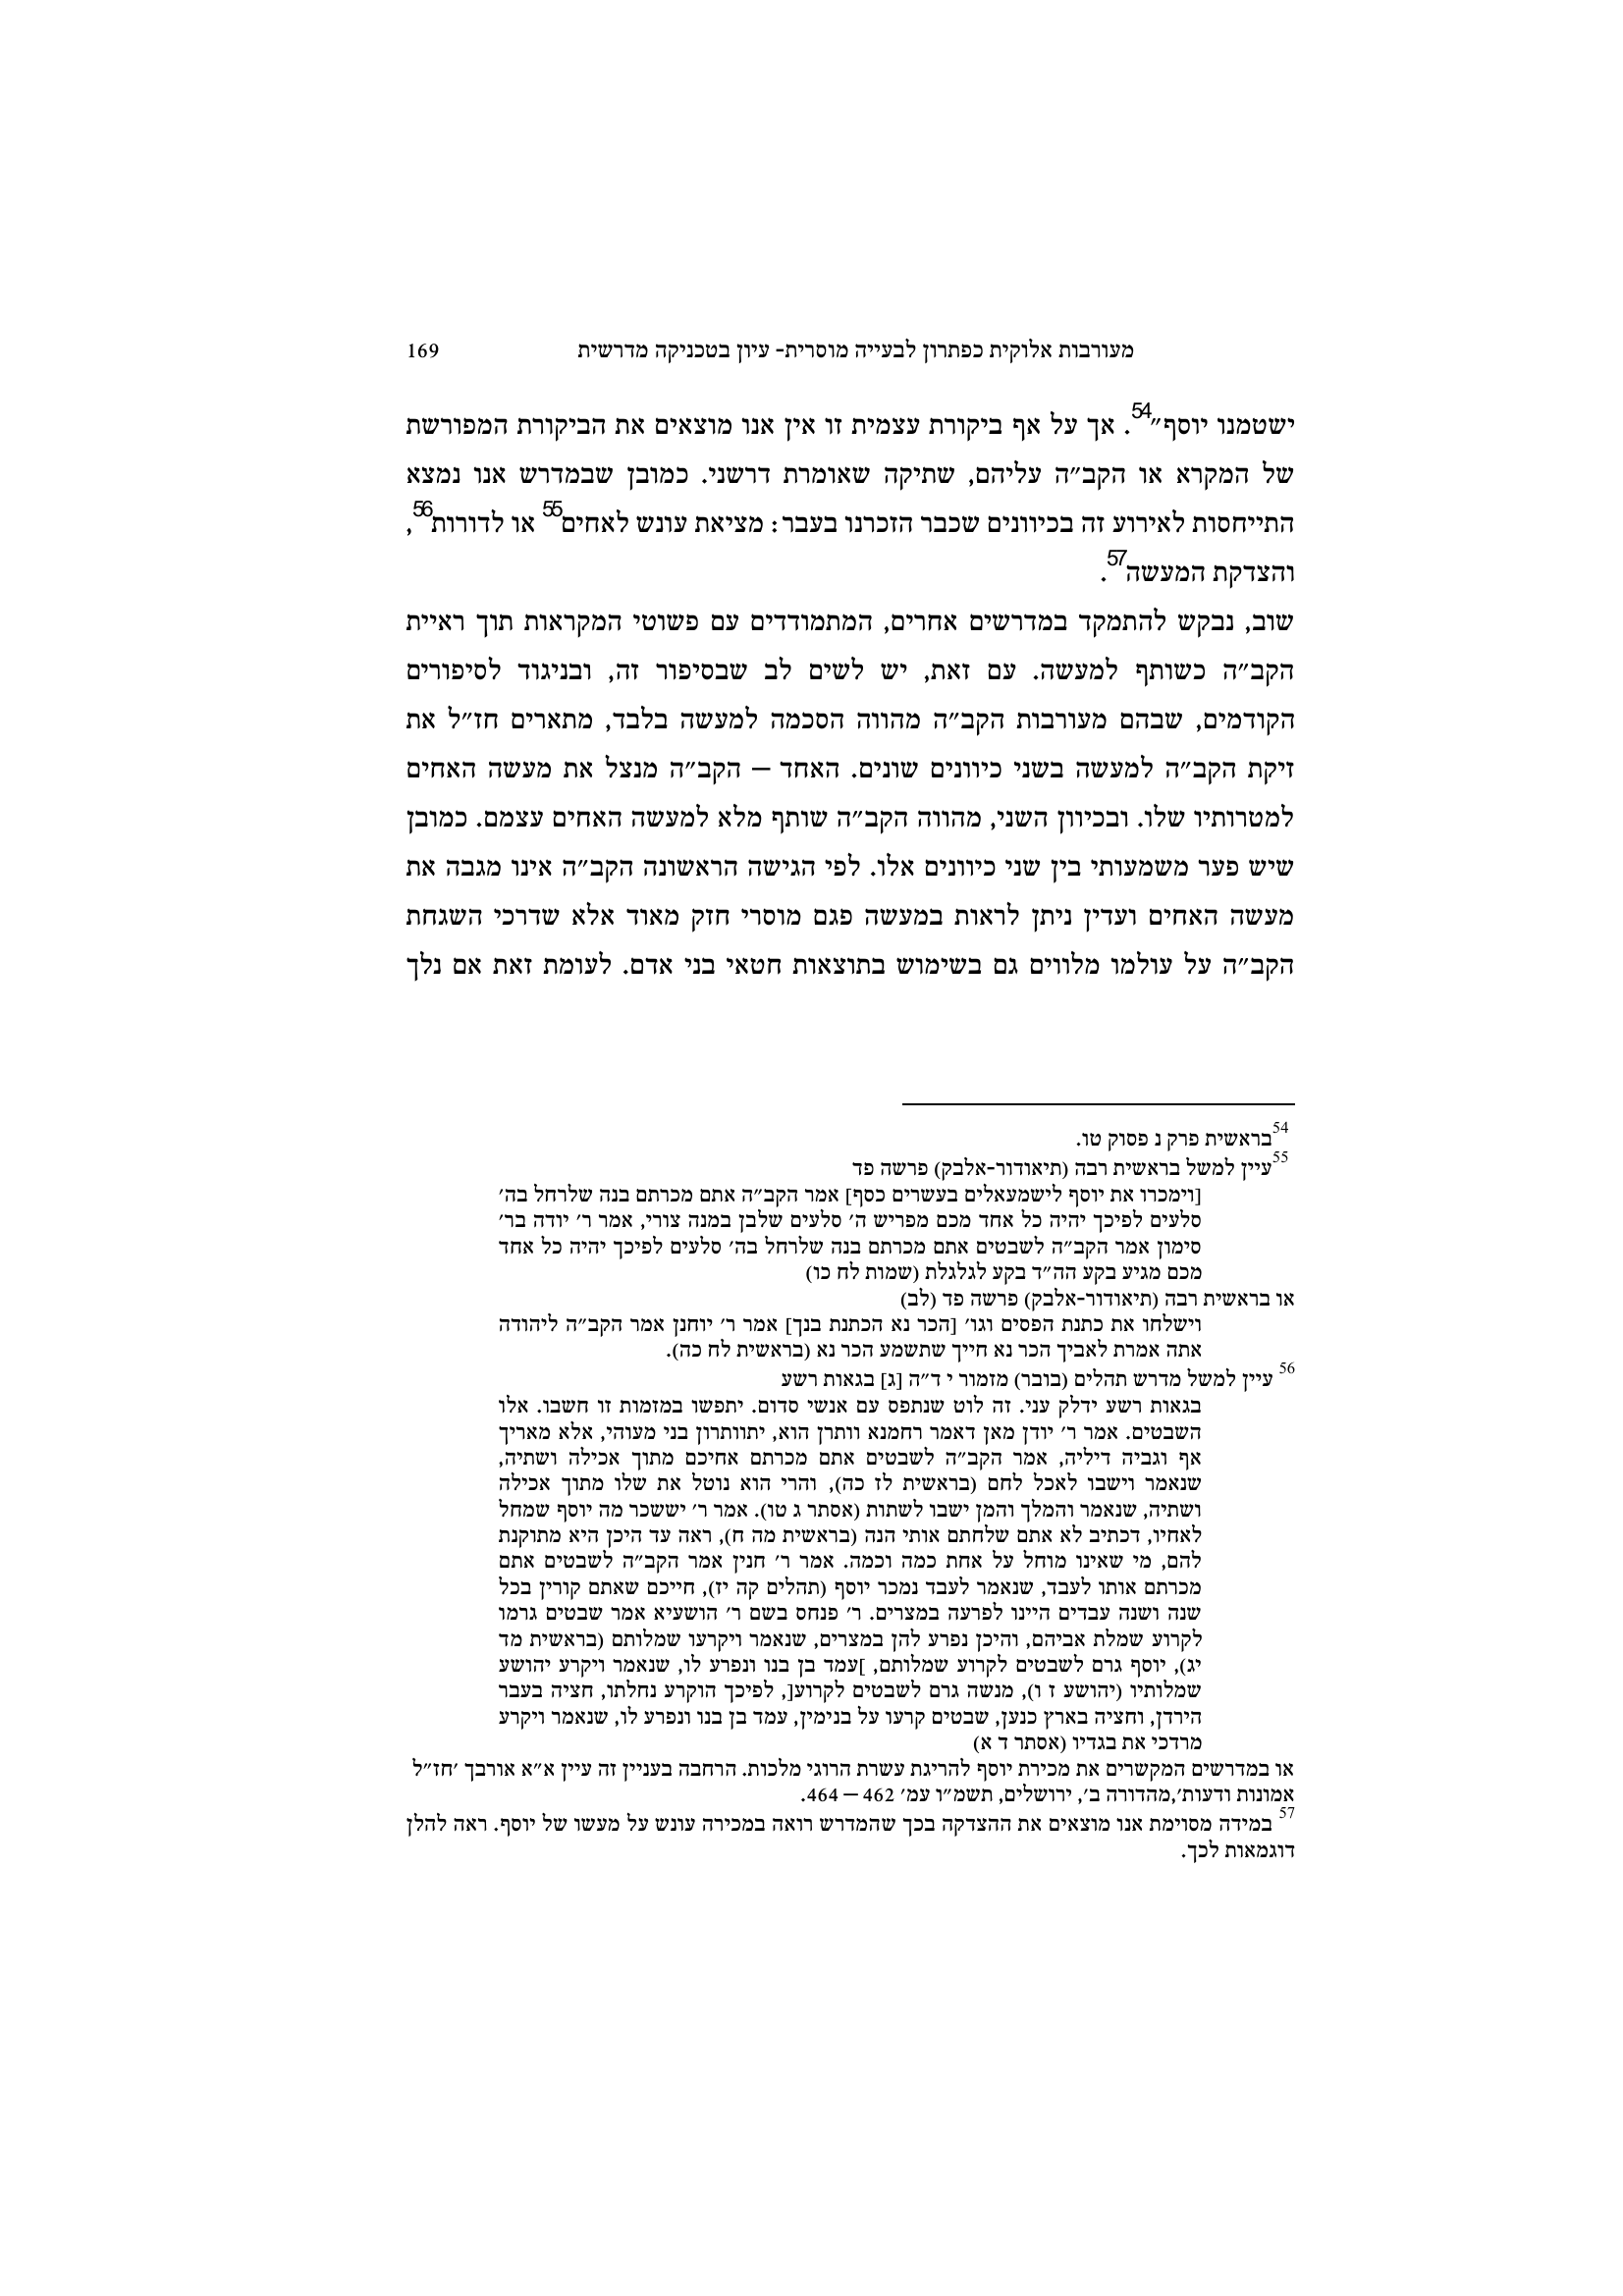 מעורבות אלוקית כפתרון לבעייה מוסרית- עיון בטכניקה מדרשית 169
ישטמנו יוסף״54. אך על אף ביקורת עצמית זו אין אנו מוצאים את הביקורת המפורשת
של המקרא או הקב״ה עליהם, שתיקה שאומרת דרשני. כמובן שבמדרש אנו נמצא
התייחסות לאירוע זה בכיוונים שכבר הזכרנו בעבר: מציאת עונש לאחים55 או לדורות56,
והצדקת המעשה57.
שוב, נבקש להתמקד במדרשים אחרים, המתמודדים עם פשוטי המקראות תוך ראיית
הקב״ה כשותף למעשה. עם זאת, יש לשים לב שבסיפור זה, ובניגוד לסיפורים
הקודמים, שבהם מעורבות הקב״ה מהווה הסכמה למעשה בלבד, מתארים חז״ל את
זיקת הקב״ה למעשה בשני כיוונים שונים. האחד – הקב״ה מנצל את מעשה האחים
למטרותיו שלו. ובכיוון השני, מהווה הקב״ה שותף מלא למעשה האחים עצמם. כמובן
שיש פער משמעותי בין שני כיוונים אלו. לפי הגישה הראשונה הקב״ה אינו מגבה את
מעשה האחים ועדין ניתן לראות במעשה פגם מוסרי חזק מאוד אלא שדרכי השגחת
הקב״ה על עולמו מלווים גם בשימוש בתוצאות חטאי בני אדם. לעומת זאת אם נלך
54בראשית פרק נ פסוק טו.
55עיין למשל בראשית רבה (תיאודור-אלבק) פרשה פד
[וימכרו את יוסף לישמעאלים בעשרים כסף] אמר הקב״ה אתם מכרתם בנה שלרחל בה׳
סלעים לפיכך יהיה כל אחד מכם מפריש ה׳ סלעים שלבן במנה צורי, אמר ר׳ יודה בר׳
סימון אמר הקב״ה לשבטים אתם מכרתם בנה שלרחל בה׳ סלעים לפיכך יהיה כל אחד
מכם מגיע בקע הה״ד בקע לגלגלת (שמות לח כו)
או בראשית רבה (תיאודור-אלבק) פרשה פד (לב)
וישלחו את כתנת הפסים וגו׳ [הכר נא הכתנת בנך] אמר ר׳ יוחנן אמר הקב״ה ליהודה
אתה אמרת לאביך הכר נא חייך שתשמע הכר נא (בראשית לח כה).
56 עיין למשל מדרש תהלים (בובר) מזמור י ד״ה [ג] בגאות רשע
בגאות רשע ידלק עני. זה לוט שנתפס עם אנשי סדום. יתפשו במזמות זו חשבו. אלו
השבטים. אמר ר׳ יודן מאן דאמר רחמנא וותרן הוא, יתוותרון בני מעוהי, אלא מאריך
אף וגביה דיליה, אמר הקב״ה לשבטים אתם מכרתם אחיכם מתוך אכילה ושתיה,
שנאמר וישבו לאכל לחם (בראשית לז כה), והרי הוא נוטל את שלו מתוך אכילה
ושתיה, שנאמר והמלך והמן ישבו לשתות (אסתר ג טו). אמר ר׳ יששכר מה יוסף שמחל
לאחיו, דכתיב לא אתם שלחתם אותי הנה (בראשית מה ח), ראה עד היכן היא מתוקנת
להם, מי שאינו מוחל על אחת כמה וכמה. אמר ר׳ חנין אמר הקב״ה לשבטים אתם
מכרתם אותו לעבד, שנאמר לעבד נמכר יוסף (תהלים קה יז), חייכם שאתם קורין בכל
שנה ושנה עבדים היינו לפרעה במצרים. ר׳ פנחס בשם ר׳ הושעיא אמר שבטים גרמו
לקרוע שמלת אביהם, והיכן נפרע להן במצרים, שנאמר ויקרעו שמלותם (בראשית מד
יג), יוסף גרם לשבטים לקרוע שמלותם, ]עמד בן בנו ונפרע לו, שנאמר ויקרע יהושע
שמלותיו (יהושע ז ו), מנשה גרם לשבטים לקרוע[, לפיכך הוקרע נחלתו, חציה בעבר
הירדן, וחציה בארץ כנען, שבטים קרעו על בנימין, עמד בן בנו ונפרע לו, שנאמר ויקרע
מרדכי את בגדיו (אסתר ד א)
או במדרשים המקשרים את מכירת יוסף להריגת עשרת הרוגי מלכות. הרחבה בעניין זה עיין א״א אורבך ׳חז״ל
אמונות ודעות׳,מהדורה ב׳, ירושלים, תשמ״ו עמ׳ 462 – 464.
57 במידה מסוימת אנו מוצאים את ההצדקה בכך שהמדרש רואה במכירה עונש על מעשו של יוסף. ראה להלן
דוגמאות לכך.